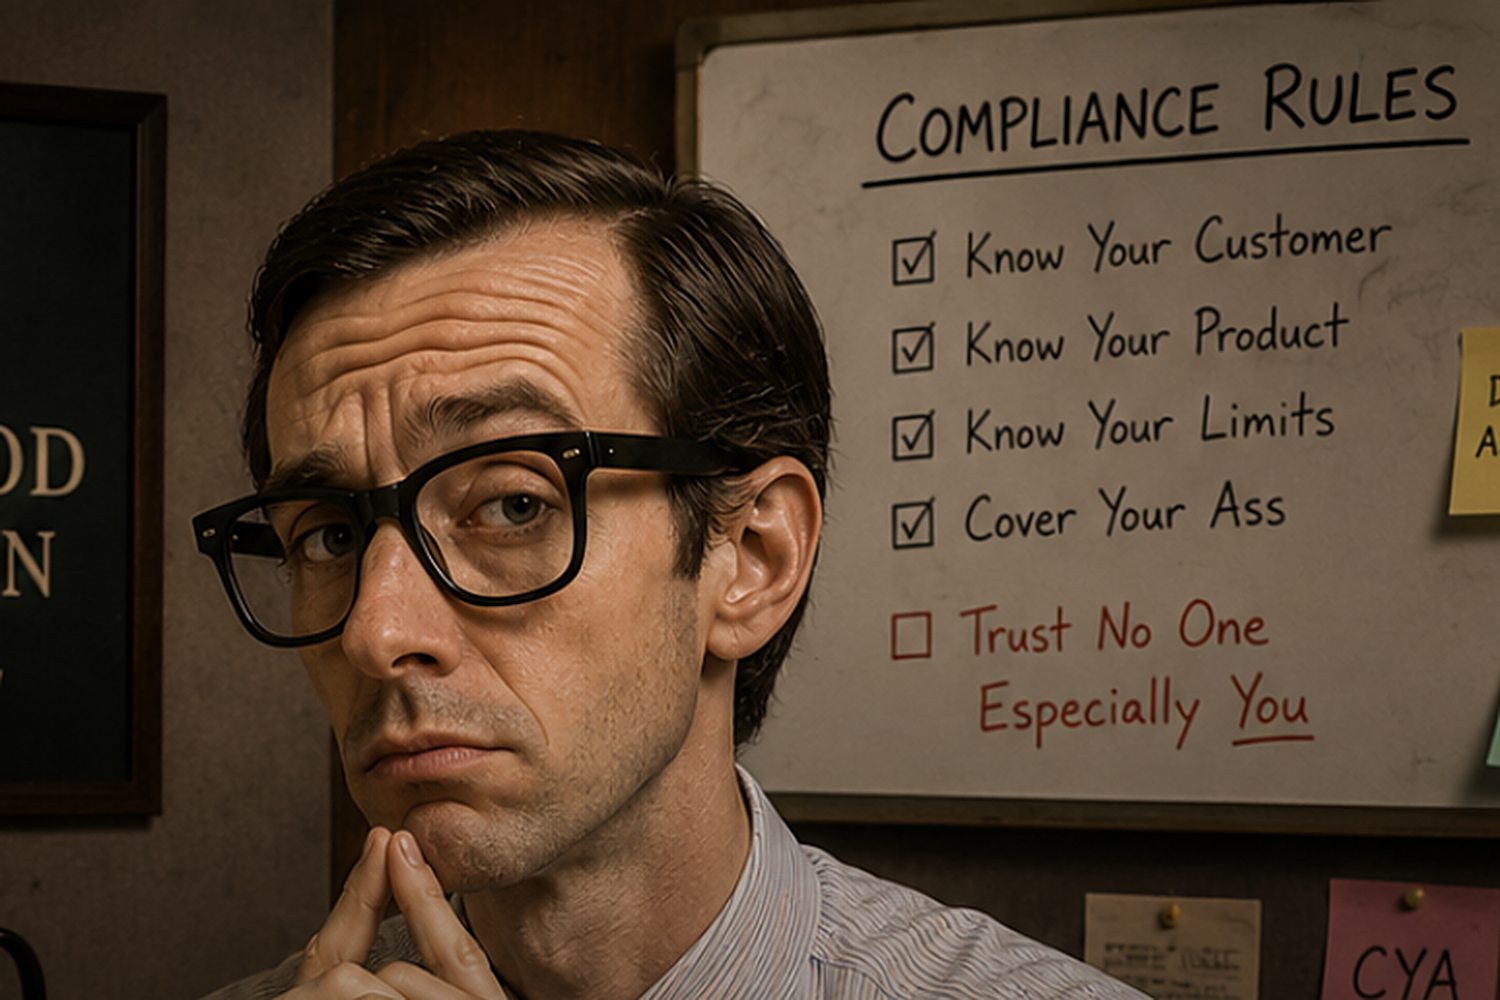 OD
N
COMPLIANCE RULES
Know Your Customer
Know Your Product
Know Your Limits
Cover Your Ass
Trust No One
Especially You
D
A
CYA